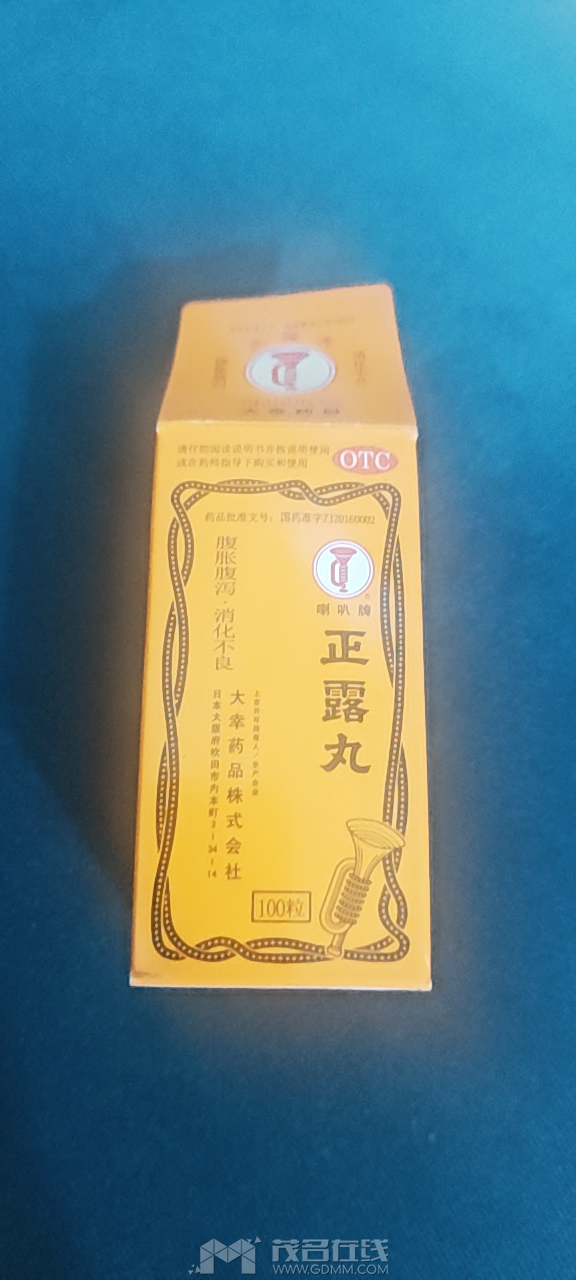 大幸药品
请仔细阅读说明书并按说明使用
或在药师指导下购买和使用
OTC
药品批准文号：国药准字ZJ20160002
喇叭牌
正露丸
腹胀腹泻·消化不良
上市许可持有人/生产企业
大幸药品株式会社
日本大阪府吹田市内本町3-34-14
100粒
茂名在线
WWW.GDMM.COM